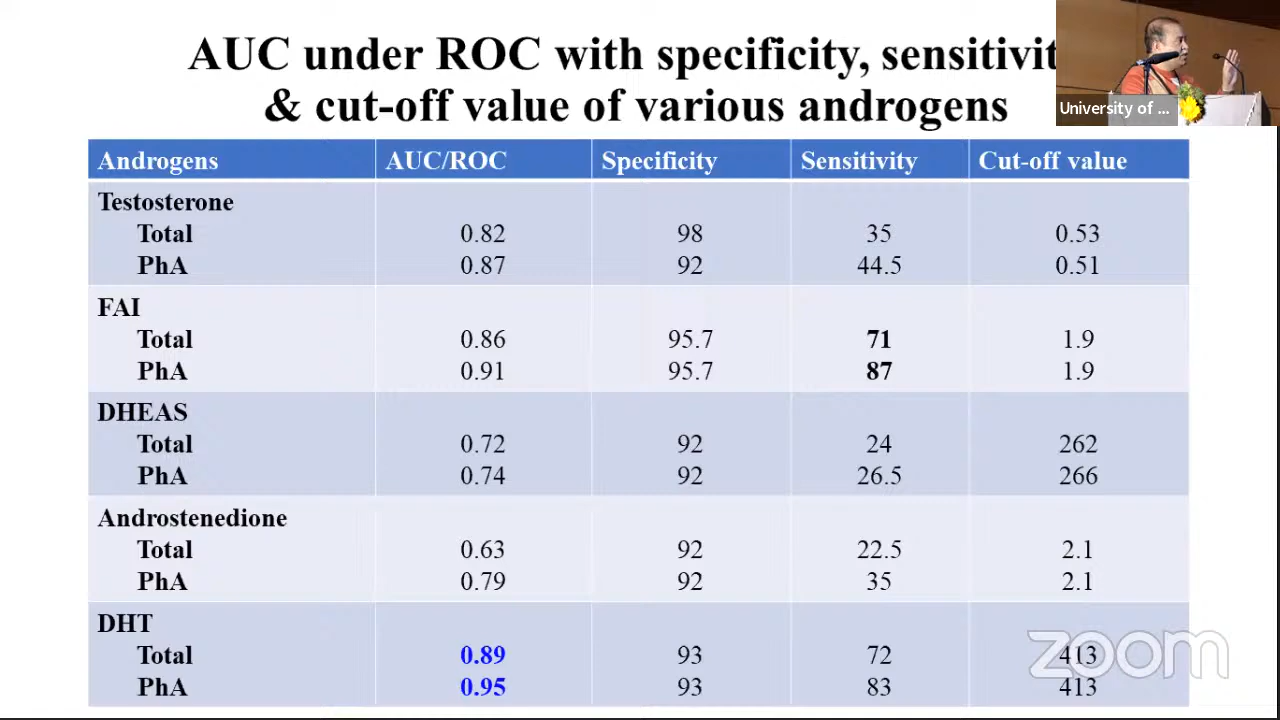 AUC under ROC with specificity, sensitivit
& cut-off value of various androgens
University of ...
Androgens AUC/ROC Specificity Sensitivity Cut-off value
Testosterone
Total 0.82 98 35 0.53
PhA 0.87 92 44.5 0.51
FAI
Total 0.86 95.7 71 1.9
PhA 0.91 95.7 87 1.9
DHEAS
Total 0.72 92 24 262
PhA 0.74 92 26.5 266
Androstenedione
Total 0.63 92 22.5 2.1
PhA 0.79 92 35 2.1
DHT
Total 0.89 93 72 413
PhA 0.95 93 83 413
zoom